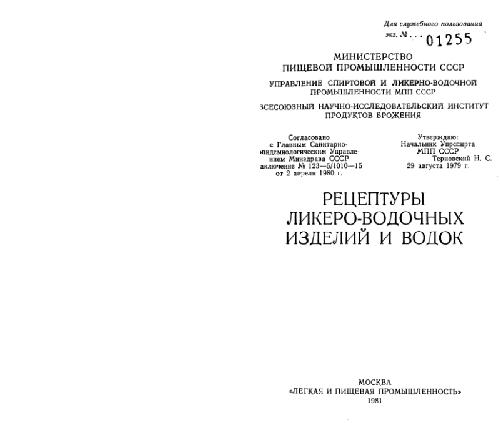 Для служебного пользования
экз. № . . . 01255
МИНИСТЕРСТВО
ПИЩЕВОЙ ПРОМЫШЛЕННОСТИ СССР
УПРАВЛЕНИЕ СПИРТОВОЙ И ЛИКЕРНО-ВОДОЧНОЙ
ПРОМЫШЛЕННОСТИ МПП СССР
ВСЕСОЮЗНЫЙ НАУЧНО-ИССЛЕДОВАТЕЛЬСКИЙ ИНСТИТУТ
ПРОДУКТОВ БРОЖЕНИЯ
Согласовано
с Главным Санитарно-
эпидемиологическим Управле-
нием Минздрава СССР
заключение № 123—5/1010—15
от 2 апреля 1980 г.
Утверждаю:
Начальник Упрспирта
МПП СССР
Терновский Н. С.
29 августа 1979 г.
РЕЦЕПТУРЫ
ЛИКЕРО-ВОДОЧНЫХ
ИЗДЕЛИЙ И ВОДОК
МОСКВА
«ЛЕГКАЯ И ПИЩЕВАЯ ПРОМЫШЛЕННОСТЬ»
1981